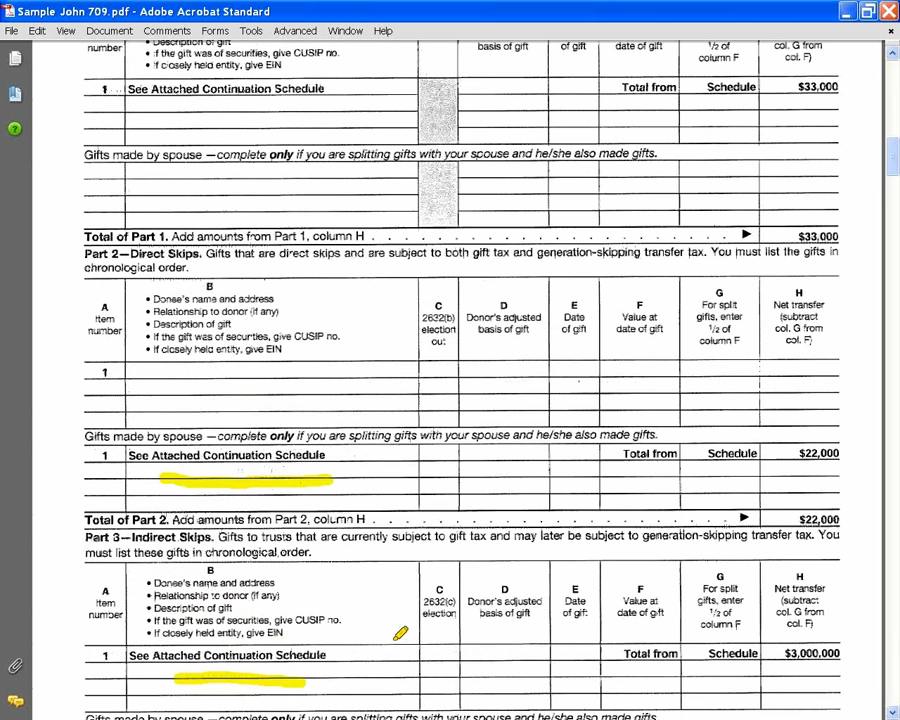 Sample John 709.pdf - Adobe Acrobat Standard
File Edit View Document Comments Forms Tools Advanced Window Help
number • Description of gift basis of gift of gift date of gift ½ of col. G from
• If the gift was of securities, give CUSIP no. column F col. F)
• If closely held entity, give EIN
1 See Attached Continuation Schedule Total from Schedule $33,000
Gifts made by spouse —complete only if you are splitting gifts with your spouse and he/she also made gifts.
Total of Part 1. Add amounts from Part 1, column H . . . . . . . . . . . . . . . . . . . . ▶ $33,000
Part 2—Direct Skips. Gifts that are direct skips and are subject to both gift tax and generation-skipping transfer tax. You must list the gifts in
chronological order.
A
Item
number
B
• Donee's name and address
• Relationship to donor (if any)
• Description of gift
• If the gift was of securities, give CUSIP no.
• If closely held entity, give EIN
C
2632(b)
election
out
D
Donor's adjusted
basis of gift
E
Date
of gift
F
Value at
date of gift
G
For split
gifts, enter
½ of
column F
H
Net transfer
(subtract
col. G from
col. F)
1
Gifts made by spouse —complete only if you are splitting gifts with your spouse and he/she also made gifts.
1 See Attached Continuation Schedule Total from Schedule $22,000
Total of Part 2. Add amounts from Part 2, column H . . . . . . . . . . . . . . . . . . . . ▶ $22,000
Part 3—Indirect Skips. Gifts to trusts that are currently subject to gift tax and may later be subject to generation-skipping transfer tax. You
must list these gifts in chronological order.
A
Item
number
B
• Donee's name and address
• Relationship to donor (if any)
• Description of gift
• If the gift was of securities, give CUSIP no.
• If closely held entity, give EIN
C
2632(c)
election
D
Donor's adjusted
basis of gift
E
Date
of gift
F
Value at
date of gift
G
For split
gifts, enter
½ of
column F
H
Net transfer
(subtract
col. G from
col. F)
1 See Attached Continuation Schedule Total from Schedule $3,000,000
Gifts made by spouse —complete only if you are splitting gifts with your spouse and he/she also made gifts.